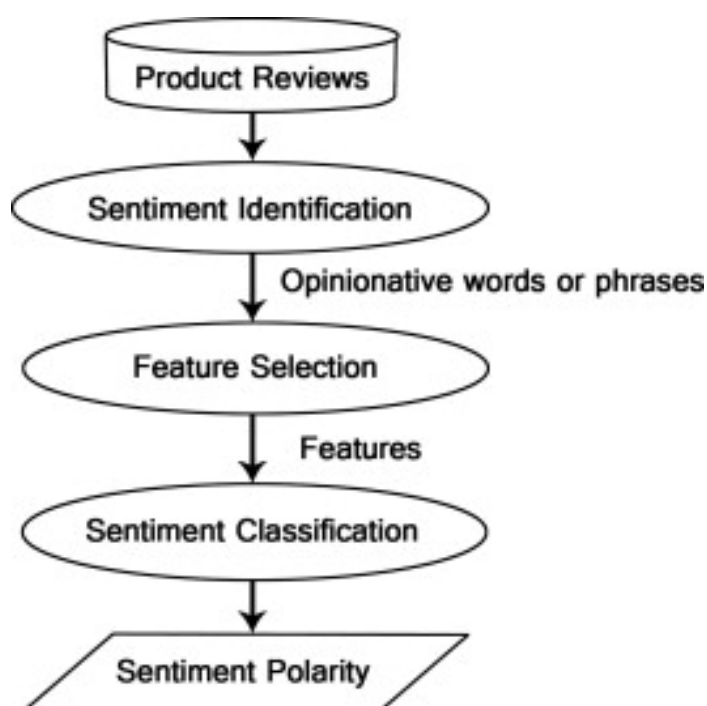 Product Reviews
Sentiment Identification
Opinionative words or phrases
Feature Selection
Features
Sentiment Classification
Sentiment Polarity